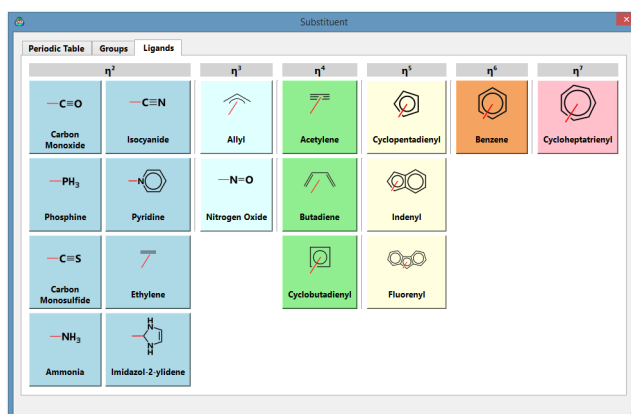 Substituent
Periodic Table Groups Ligands
η² η³ η⁴ η⁵ η⁶ η⁷
C≡O C≡N
Carbon Monoxide Isocyanide Allyl Acetylene Cyclopentadienyl Benzene Cycloheptatrienyl
PH₃ N N=O
Phosphine Pyridine Nitrogen Oxide Butadiene Indenyl
C≡S
Carbon Monosulfide Ethylene Cyclobutadienyl Fluorenyl
NH₃ H N N H
Ammonia Imidazol-2-ylidene